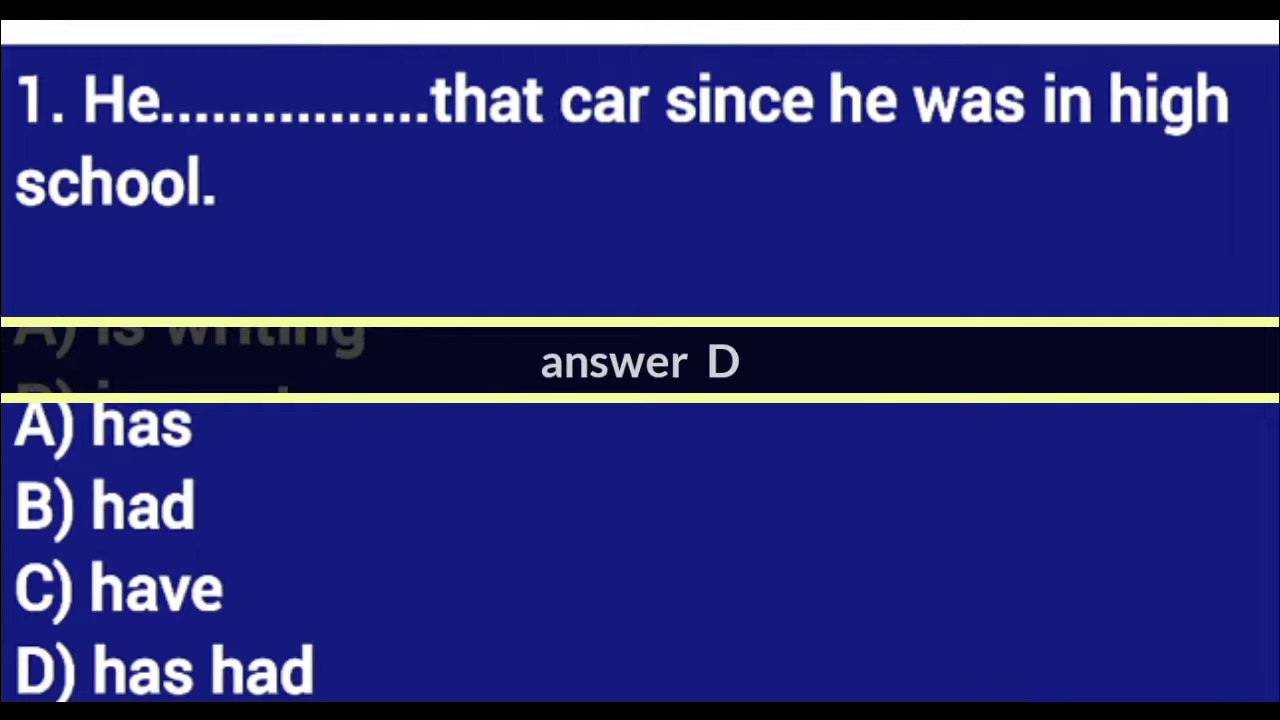 1. He................that car since he was in high
school.
A) is writing
answer D
A) has
B) had
C) have
D) has had